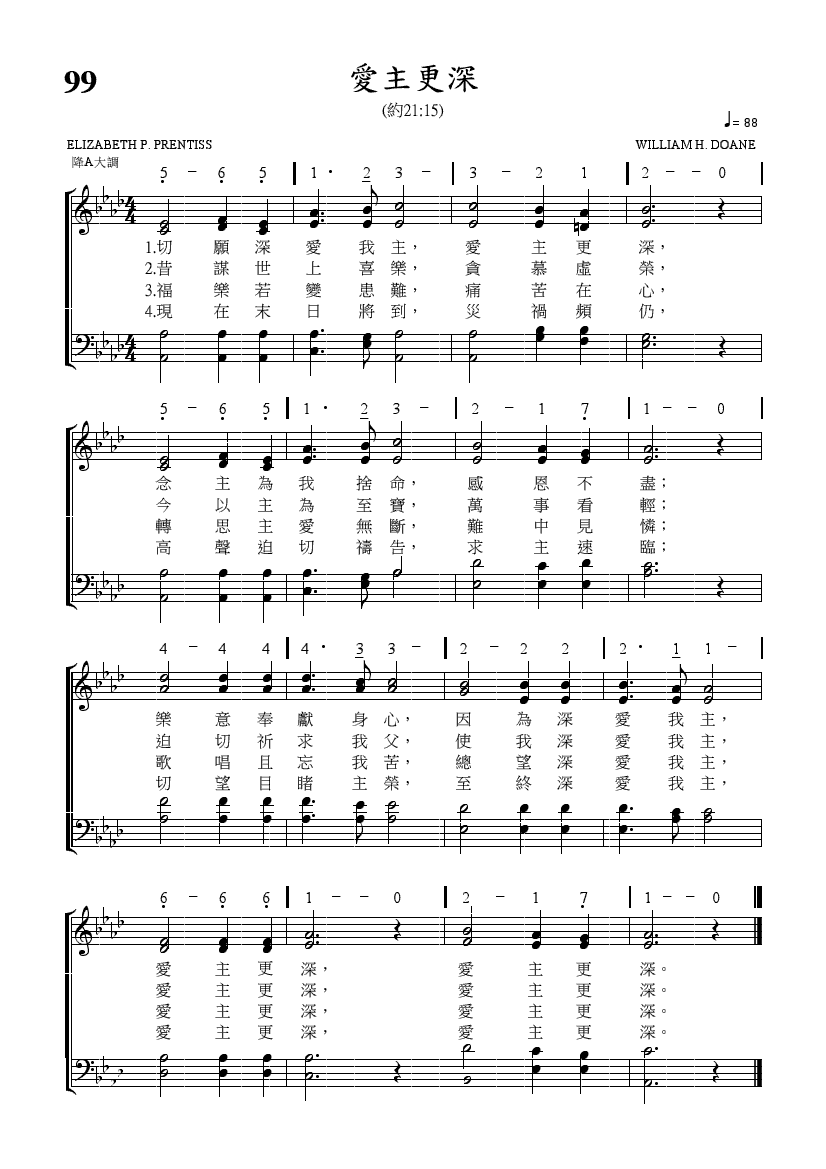 99
愛主更深
(約21:15)
♩= 88
ELIZABETH P. PRENTISS
WILLIAM H. DOANE
降A大調
5 – 6 5 | 1 · 2 3 – | 3 – 2 1 | 2 – – 0 |
1.切願深愛我主，愛主更深，
2.昔謀世上喜樂，貪慕虛榮，
3.福樂若變患難，痛苦在心，
4.現在末日將到，災禍頻仍，
5 – 6 5 | 1 · 2 3 – | 2 – 1 7 | 1 – – 0 |
念主為我捨命，感恩不盡；
今以主為至寶，萬事看輕；
轉思主愛無斷，難中見憐；
高聲迫切禱告，求主速臨；
4 – 4 4 | 4 · 3 3 – | 2 – 2 2 | 2 · 1 1 – |
樂意奉獻身心，因為深愛我主，
迫切祈求我父，使我深愛我主，
歌唱且忘我苦，總望深愛我主，
切望目睹主榮，至終深愛我主，
6 – 6 6 | 1 – – 0 | 2 – 1 7 | 1 – – 0
愛主更深，愛主更深。
愛主更深，愛主更深。
愛主更深，愛主更深。
愛主更深，愛主更深。